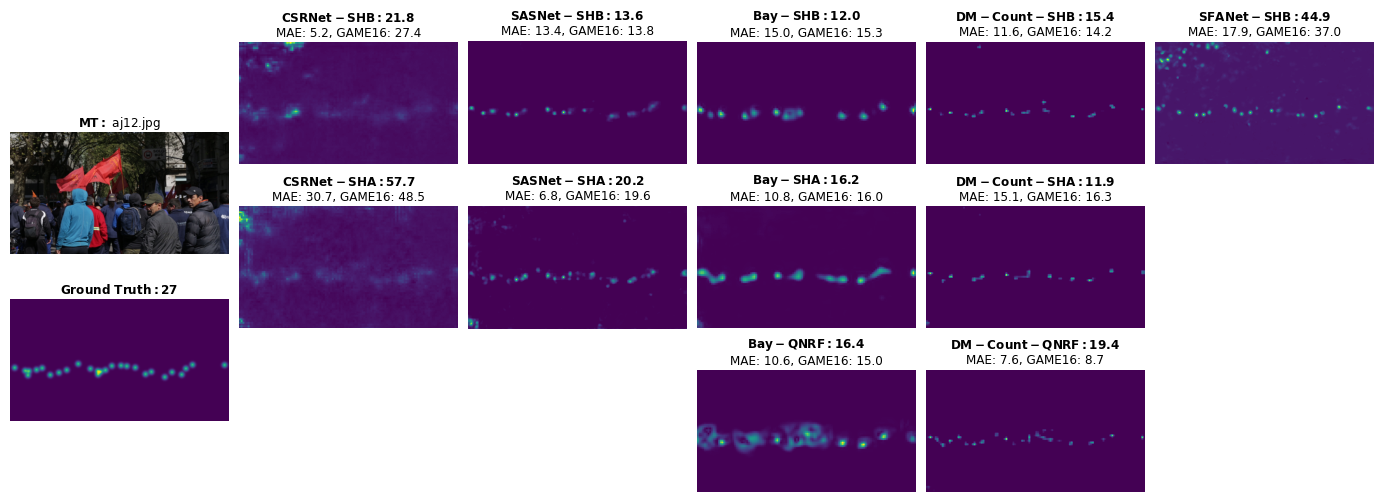 CSRNet − SHB : 21.8
MAE: 5.2, GAME16: 27.4
SASNet − SHB : 13.6
MAE: 13.4, GAME16: 13.8
Bay − SHB : 12.0
MAE: 15.0, GAME16: 15.3
DM − Count − SHB : 15.4
MAE: 11.6, GAME16: 14.2
SFANet − SHB : 44.9
MAE: 17.9, GAME16: 37.0
MT : aj12.jpg
CSRNet − SHA : 57.7
MAE: 30.7, GAME16: 48.5
SASNet − SHA : 20.2
MAE: 6.8, GAME16: 19.6
Bay − SHA : 16.2
MAE: 10.8, GAME16: 16.0
DM − Count − SHA : 11.9
MAE: 15.1, GAME16: 16.3
Ground Truth : 27
Bay − QNRF : 16.4
MAE: 10.6, GAME16: 15.0
DM − Count − QNRF : 19.4
MAE: 7.6, GAME16: 8.7